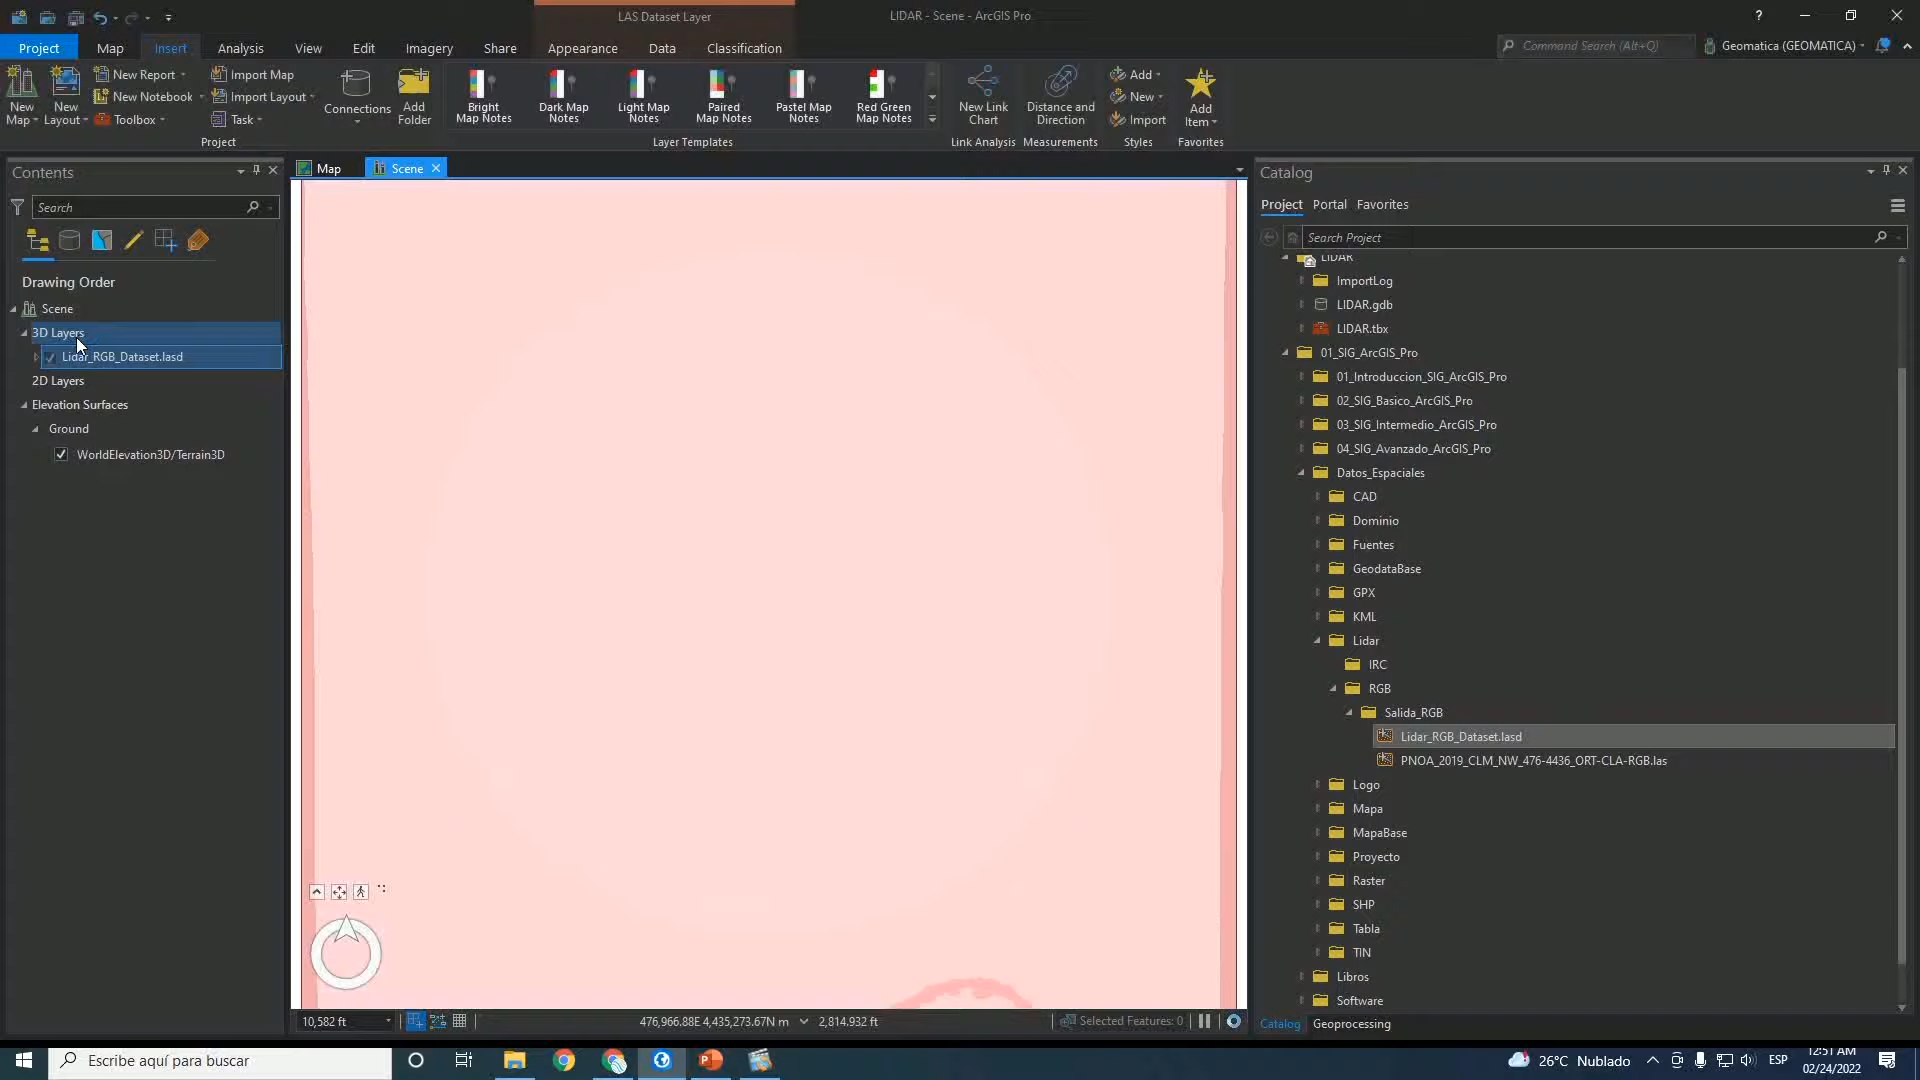 LAS Dataset Layer
LIDAR - Scene - ArcGIS Pro
?
Project Map Insert Analysis View Edit Imagery Share Appearance Data Classification
Command Search (Alt+Q)
Geomatica (GEOMATICA)
New Map
New Layout
New Report
New Notebook
Toolbox
Import Map
Import Layout
Task
Connections
Add Folder
Project
Bright Map Notes
Dark Map Notes
Light Map Notes
Paired Map Notes
Pastel Map Notes
Red Green Map Notes
Layer Templates
New Link Chart
Link Analysis
Distance and Direction
Measurements
Add
New
Import
Styles
Add Item
Favorites
Contents
Search
Drawing Order
Scene
3D Layers
Lidar_RGB_Dataset.lasd
2D Layers
Elevation Surfaces
Ground
WorldElevation3D/Terrain3D
Map
Scene
10,582 ft
476,966.88E 4,435,273.67N m
2,814.932 ft
Selected Features: 0
Catalog
Project Portal Favorites
Search Project
LIDAR
ImportLog
LIDAR.gdb
LIDAR.tbx
01_SIG_ArcGIS_Pro
01_Introduccion_SIG_ArcGIS_Pro
02_SIG_Basico_ArcGIS_Pro
03_SIG_Intermedio_ArcGIS_Pro
04_SIG_Avanzado_ArcGIS_Pro
Datos_Espaciales
CAD
Dominio
Fuentes
GeodataBase
GPX
KML
Lidar
IRC
RGB
Salida_RGB
Lidar_RGB_Dataset.lasd
PNOA_2019_CLM_NW_476-4436_ORT-CLA-RGB.las
Logo
Mapa
MapaBase
Proyecto
Raster
SHP
Tabla
TIN
Libros
Software
Catalog Geoprocessing
Escribe aquí para buscar
26°C Nublado
ESP
12:51 AM
02/24/2022